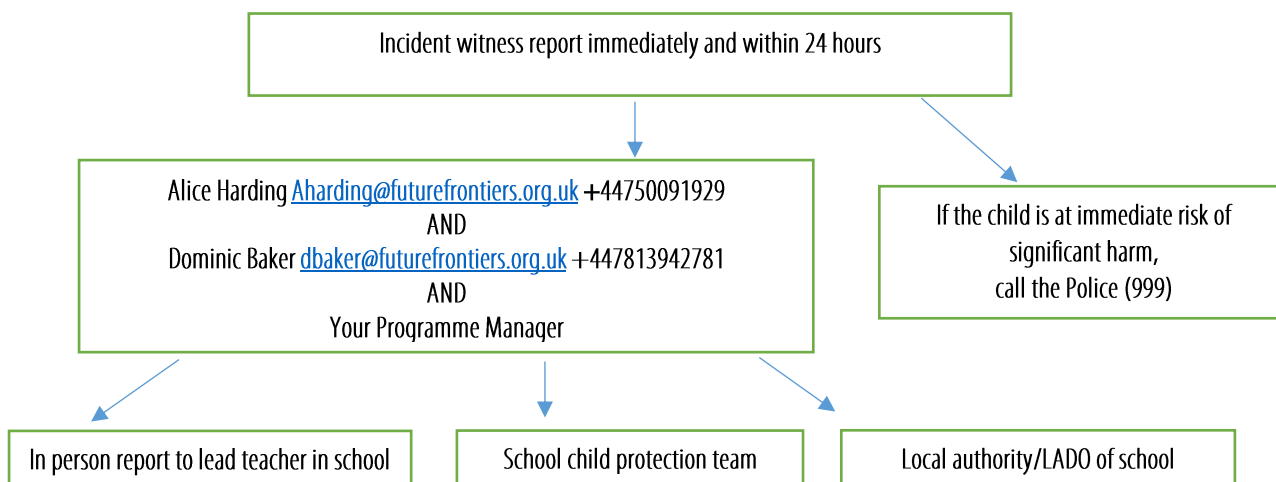 Incident witness report immediately and within 24 hours
Alice Harding Aharding@futurefrontiers.org.uk +44750091929
AND
Dominic Baker dbaker@futurefrontiers.org.uk +447813942781
AND
Your Programme Manager
If the child is at immediate risk of
significant harm,
call the Police (999)
In person report to lead teacher in school
School child protection team
Local authority/LADO of school